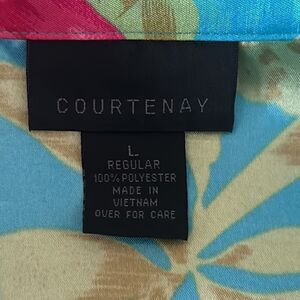 COURTENAY
L
REGULAR
100% POLYESTER
MADE IN
VIETNAM
OVER FOR CARE